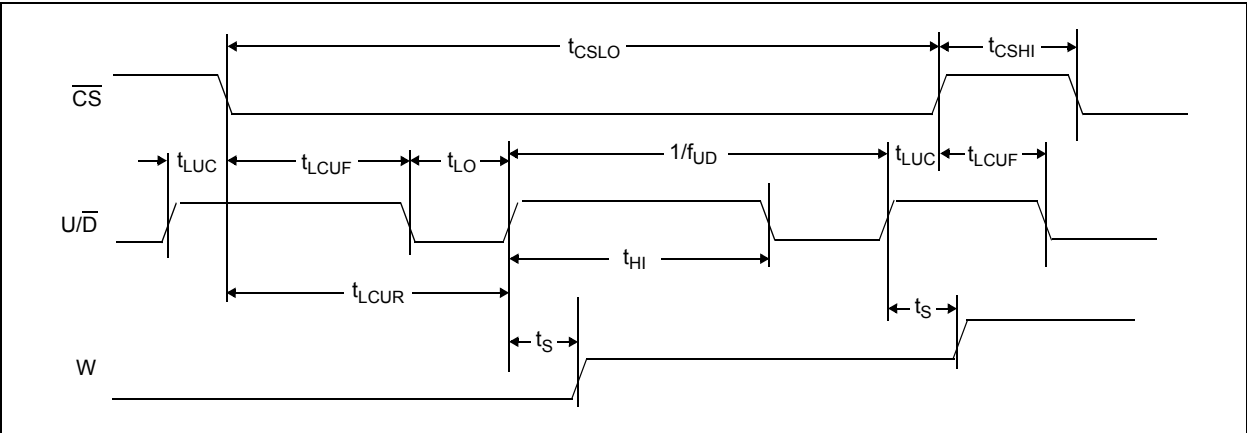 tCSLO
tCSHI
CS
tLUC
tLCUF
tLO
1/fUD
tLUC
tLCUF
U/D
tHI
tLCUR
tS
tS
W